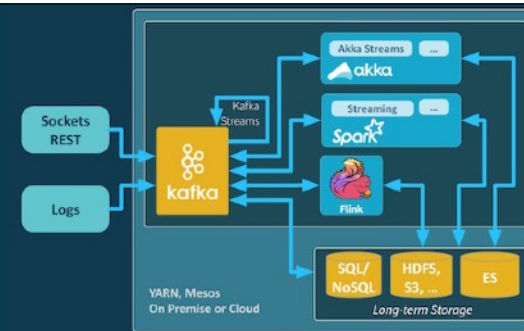 Akka Streams
...
akka
Kafka
Streams
Streaming
...
Spark
Sockets
REST
kafka
Logs
Flink
SQL/
NoSQL
HDFS,
S3, ...
ES
YARN, Mesos
On Premise or Cloud
Long-term Storage